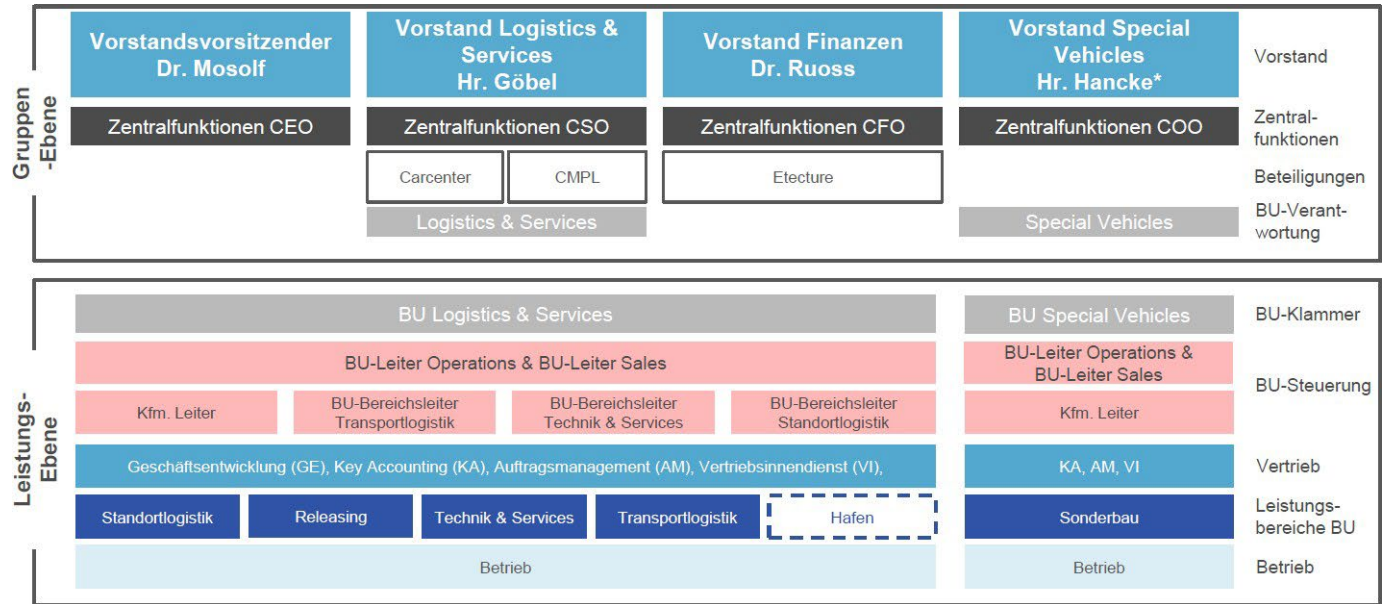 Gruppen
-Ebene
Vorstandsvorsitzender
Dr. Mosolf
Vorstand Logistics &
Services
Hr. Göbel
Vorstand Finanzen
Dr. Ruoss
Vorstand Special
Vehicles
Hr. Hancke*
Vorstand
Zentralfunktionen CEO
Zentralfunktionen CSO
Zentralfunktionen CFO
Zentralfunktionen COO
Zentral-
funktionen
Carcenter
CMPL
Etecture
Beteiligungen
Logistics & Services
Special Vehicles
BU-Verant-
wortung
Leistungs-
Ebene
BU Logistics & Services
BU Special Vehicles
BU-Klammer
BU-Leiter Operations & BU-Leiter Sales
BU-Leiter Operations &
BU-Leiter Sales
BU-Steuerung
Kfm. Leiter
BU-Bereichsleiter
Transportlogistik
BU-Bereichsleiter
Technik & Services
BU-Bereichsleiter
Standortlogistik
Kfm. Leiter
Geschäftsentwicklung (GE), Key Accounting (KA), Auftragsmanagement (AM), Vertriebsinnendienst (VI),
KA, AM, VI
Vertrieb
Standortlogistik
Releasing
Technik & Services
Transportlogistik
Hafen
Sonderbau
Leistungs-
bereiche BU
Betrieb
Betrieb
Betrieb